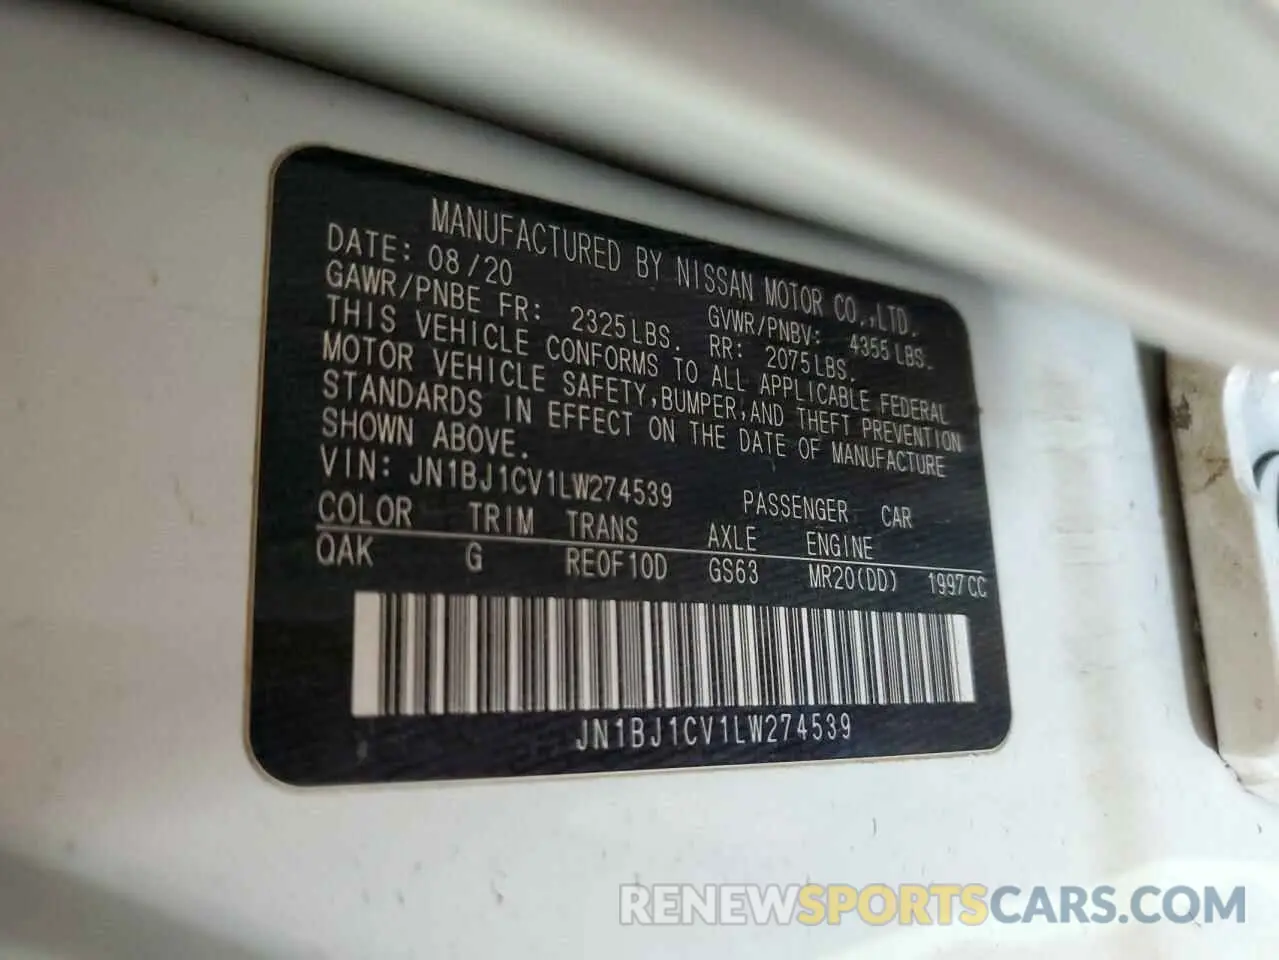 MANUFACTURED BY NISSAN MOTOR CO.,LTD.
DATE: 08/20 GVWR/PNBV: 4355LBS.
GAWR/PNBE FR: 2325LBS. RR: 2075LBS.
THIS VEHICLE CONFORMS TO ALL APPLICABLE FEDERAL
MOTOR VEHICLE SAFETY,BUMPER,AND THEFT PREVENTION
STANDARDS IN EFFECT ON THE DATE OF MANUFACTURE
SHOWN ABOVE.
VIN: JN1BJ1CV1LW274539 PASSENGER CAR
COLOR TRIM TRANS AXLE ENGINE
QAK G RE0F10D GS63 MR20(DD) 1997CC
JN1BJ1CV1LW274539
RENEWSPORTSCARS.COM